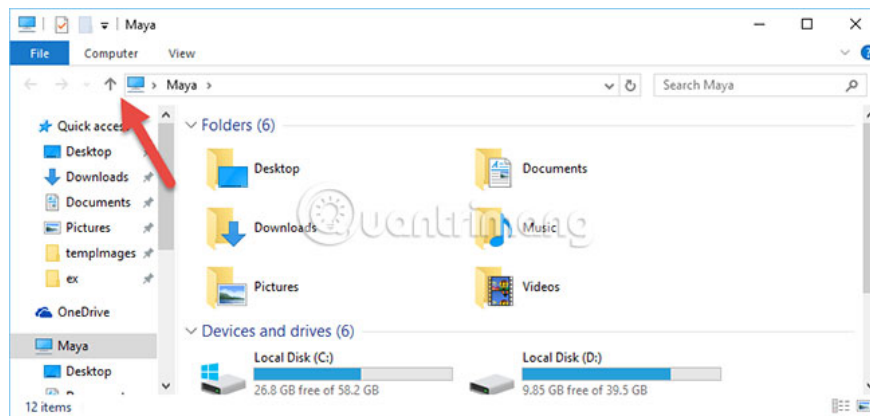 Maya
File Computer View
Maya
Search Maya
Quick access
Desktop
Downloads
Documents
Pictures
tempImages
ex
OneDrive
Maya
Desktop
Folders (6)
Desktop Documents
Downloads Music
Pictures Videos
Devices and drives (6)
Local Disk (C:) Local Disk (D:)
26.8 GB free of 58.2 GB 9.85 GB free of 39.5 GB
12 items
Quantrimang